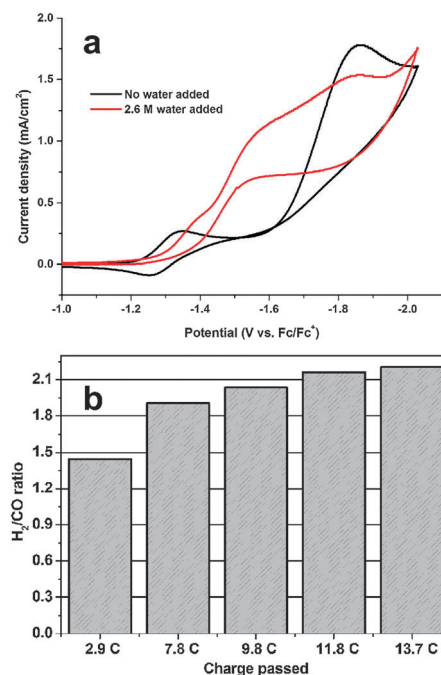 a
No water added
2.6 M water added
Current density (mA/cm²)
2.0
1.5
1.0
0.5
0.0
-1.0 -1.2 -1.4 -1.6 -1.8 -2.0
Potential (V vs. Fc/Fc⁺)
b
H₂/CO ratio
2.1
1.8
1.5
1.2
0.9
0.6
0.3
0.0
2.9 C 7.8 C 9.8 C 11.8 C 13.7 C
Charge passed